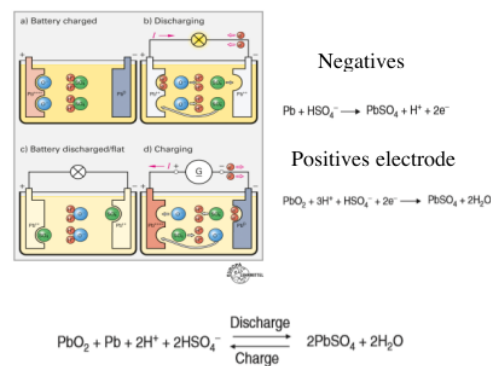 a) Battery charged
b) Discharging
I
+ −
+ −
Negatives
Pb + HSO₄⁻ ⟶ PbSO₄ + H⁺ + 2e⁻
Positives electrode
c) Battery discharged/flat
d) Charging
I + −
G
+ −
+ −
PbO₂ + 3H⁺ + HSO₄⁻ + 2e⁻ ⟶ PbSO₄ + 2H₂O
Discharge
PbO₂ + Pb + 2H⁺ + 2HSO₄⁻ ⇌ 2PbSO₄ + 2H₂O
Charge